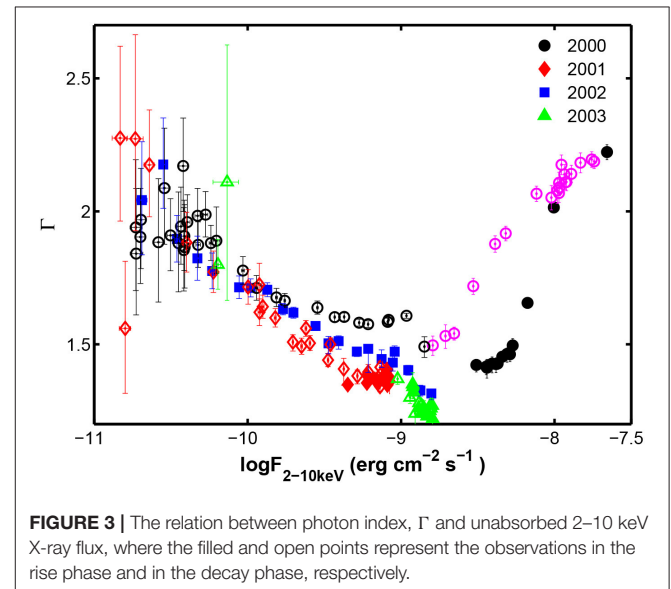 2.5
2
1.5
Γ
2000
2001
2002
2003
−11
−10
−9
−8
−7.5
logF2−10keV (erg cm−2 s−1)
FIGURE 3 | The relation between photon index, Γ and unabsorbed 2–10 keV
X-ray flux, where the filled and open points represent the observations in the
rise phase and in the decay phase, respectively.